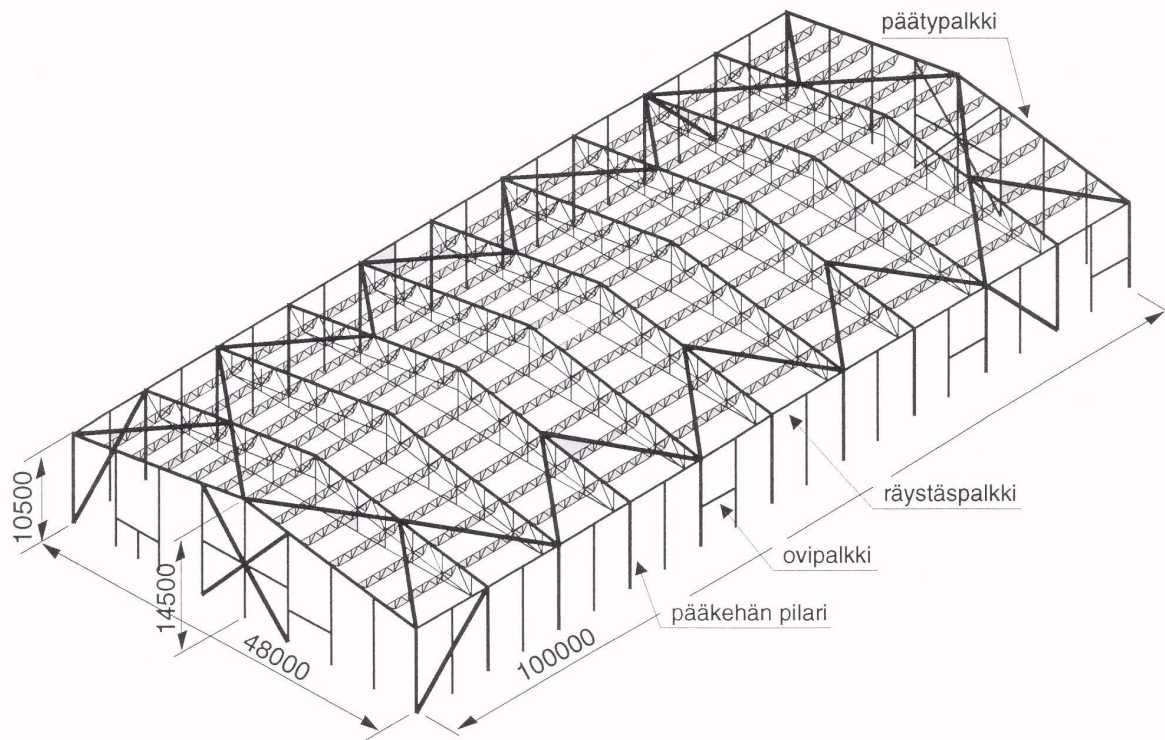 päätypalkki
10500
14500
48000
100000
räystäspalkki
ovipalkki
pääkehän pilari